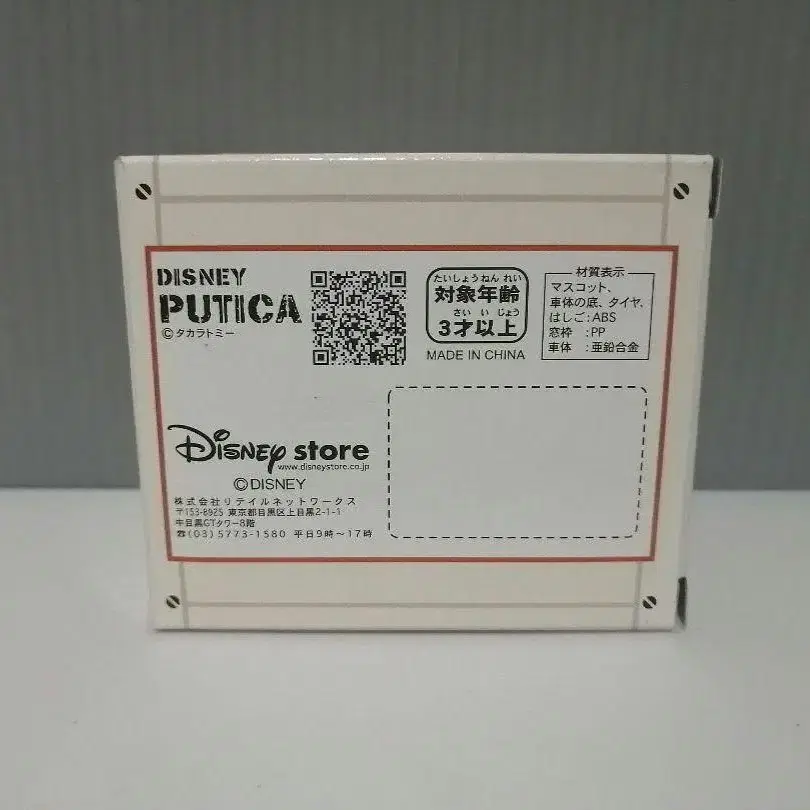 DISNEY
PUTICA
©タカラトミー
たいしょうねんれい
対象年齢
さいいじょう
3才以上
MADE IN CHINA
材質表示
マスコット、
車体の底、タイヤ、
はしご:ABS
窓枠 :PP
車体 :亜鉛合金
Disney store
www.disneystore.co.jp
©DISNEY
株式会社リテイルネットワークス
〒153-8925 東京都目黒区上目黒2-1-1
中目黒GTタワー8階
☎(03)5773-1580 平日9時〜17時